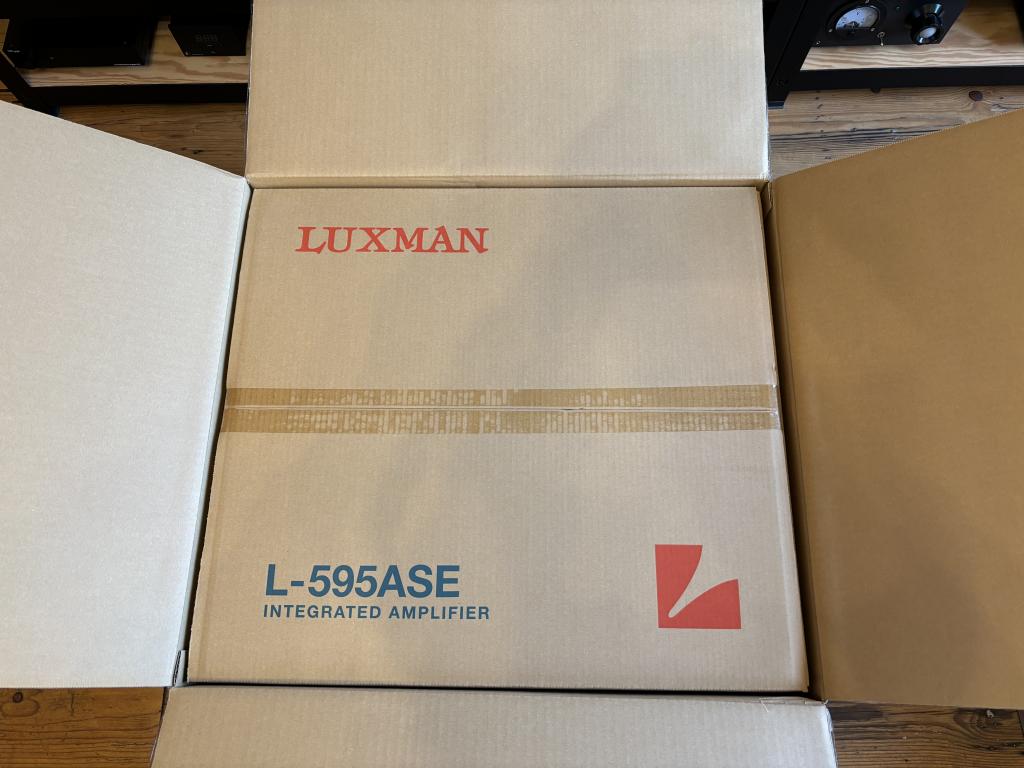 LUXMAN
L-595ASE
INTEGRATED AMPLIFIER